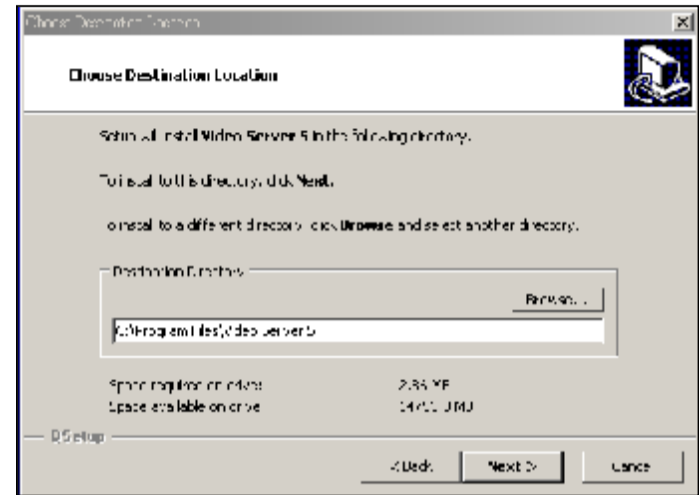 Choose Destination Location
Choose Destination Location
Setup will install Video Server S in the following directory.
To install to this directory, click Next.
To install to a different directory, click Browse and select another directory.
Destination Directory
Browse...
C:\Program Files\Video Server S
Space required on drive:
Space available on drive:
QSetup
< Back
Next >
Cancel